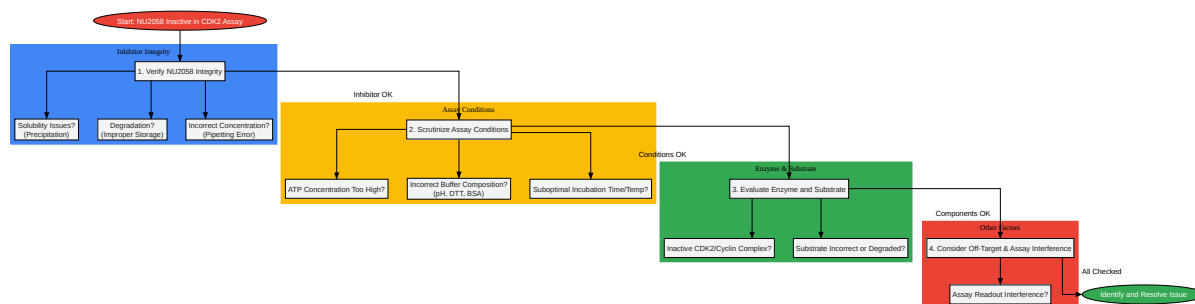 Start: NU2058 Inactive in CDK2 Assay
Inhibitor Integrity
1. Verify NU2058 Integrity
Solubility Issues?
(Precipitation)
Degradation?
(Improper Storage)
Incorrect Concentration?
(Pipetting Error)
Inhibitor OK
Assay Conditions
2. Scrutinize Assay Conditions
ATP Concentration Too High?
Incorrect Buffer Composition?
(pH, DTT, BSA)
Suboptimal Incubation Time/Temp?
Conditions OK
Enzyme & Substrate
3. Evaluate Enzyme and Substrate
Inactive CDK2/Cyclin Complex?
Substrate Incorrect or Degraded?
Components OK
Other Factors
4. Consider Off-Target & Assay Interference
Assay Readout Interference?
All Checked
Identify and Resolve Issue